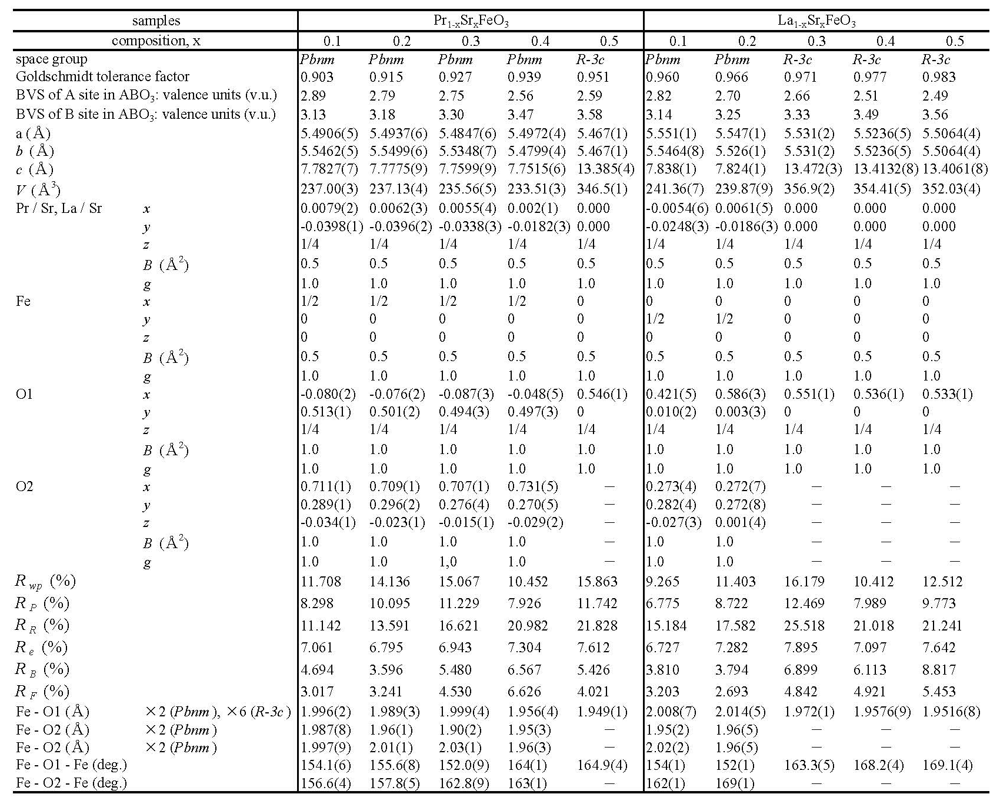 samples Pr1-xSrxFeO3 La1-xSrxFeO3
composition, x 0.1 0.2 0.3 0.4 0.5 0.1 0.2 0.3 0.4 0.5
space group Pbnm Pbnm Pbnm Pbnm R-3c Pbnm Pbnm R-3c R-3c R-3c
Goldschmidt tolerance factor 0.903 0.915 0.927 0.939 0.951 0.960 0.966 0.971 0.977 0.983
BVS of A site in ABO3: valence units (v.u.) 2.89 2.79 2.75 2.56 2.59 2.82 2.70 2.66 2.51 2.49
BVS of B site in ABO3: valence units (v.u.) 3.13 3.18 3.30 3.47 3.58 3.14 3.25 3.33 3.49 3.56
a (Å) 5.4906(5) 5.4937(6) 5.4847(6) 5.4972(4) 5.467(1) 5.551(1) 5.547(1) 5.531(2) 5.5236(5) 5.5064(4)
b (Å) 5.5462(5) 5.5499(6) 5.5348(7) 5.4799(4) 5.467(1) 5.5464(8) 5.526(1) 5.531(2) 5.5236(5) 5.5064(4)
c (Å) 7.7827(7) 7.7775(9) 7.7599(9) 7.7515(6) 13.385(4) 7.838(1) 7.824(1) 13.472(3) 13.4132(8) 13.4061(8)
V (Å3) 237.00(3) 237.13(4) 235.56(5) 233.51(3) 346.5(1) 241.36(7) 239.87(9) 356.9(2) 354.41(5) 352.03(4)
Pr / Sr, La / Sr x 0.0079(2) 0.0062(3) 0.0055(4) 0.002(1) 0.000 -0.0054(6) 0.0061(5) 0.000 0.000 0.000
y -0.0398(1) -0.0396(2) -0.0338(3) -0.0182(3) 0.000 -0.0248(3) -0.0186(3) 0.000 0.000 0.000
z 1/4 1/4 1/4 1/4 1/4 1/4 1/4 1/4 1/4 1/4
B (Å2) 0.5 0.5 0.5 0.5 0.5 0.5 0.5 0.5 0.5 0.5
g 1.0 1.0 1.0 1.0 1.0 1.0 1.0 1.0 1.0 1.0
Fe x 1/2 1/2 1/2 1/2 0 0 0 0 0 0
y 0 0 0 0 0 1/2 1/2 0 0 0
z 0 0 0 0 0 0 0 0 0 0
B (Å2) 0.5 0.5 0.5 0.5 0.5 0.5 0.5 0.5 0.5 0.5
g 1.0 1.0 1.0 1.0 1.0 1.0 1.0 1.0 1.0 1.0
O1 x -0.080(2) -0.076(2) -0.087(3) -0.048(5) 0.546(1) 0.421(5) 0.586(3) 0.551(1) 0.536(1) 0.533(1)
y 0.513(1) 0.501(2) 0.494(3) 0.497(3) 0 0.010(2) 0.003(3) 0 0 0
z 1/4 1/4 1/4 1/4 1/4 1/4 1/4 1/4 1/4 1/4
B (Å2) 1.0 1.0 1.0 1.0 1.0 1.0 1.0 1.0 1.0 1.0
g 1.0 1.0 1.0 1.0 1.0 1.0 1.0 1.0 1.0 1.0
O2 x 0.711(1) 0.709(1) 0.707(1) 0.731(5) — 0.273(4) 0.272(7) — — —
y 0.289(1) 0.296(2) 0.276(4) 0.270(5) — 0.282(4) 0.272(8) — — —
z -0.034(1) -0.023(1) -0.015(1) -0.029(2) — -0.027(3) 0.001(4) — — —
B (Å2) 1.0 1.0 1.0 1.0 — 1.0 1.0 — — —
g 1.0 1.0 1,0 1.0 — 1.0 1.0 — — —
R wp (%) 11.708 14.136 15.067 10.452 15.863 9.265 11.403 16.179 10.412 12.512
R P (%) 8.298 10.095 11.229 7.926 11.742 6.775 8.722 12.469 7.989 9.773
R R (%) 11.142 13.591 16.621 20.982 21.828 15.184 17.582 25.518 21.018 21.241
R e (%) 7.061 6.795 6.943 7.304 7.612 6.727 7.282 7.895 7.097 7.642
R B (%) 4.694 3.596 5.480 6.567 5.426 3.810 3.794 6.899 6.113 8.817
R F (%) 3.017 3.241 4.530 6.626 4.021 3.203 2.693 4.842 4.921 5.453
Fe - O1 (Å) ×2 (Pbnm), ×6 (R-3c) 1.996(2) 1.989(3) 1.999(4) 1.956(4) 1.949(1) 2.008(7) 2.014(5) 1.972(1) 1.9576(9) 1.9516(8)
Fe - O2 (Å) ×2 (Pbnm) 1.987(8) 1.96(1) 1.90(2) 1.95(3) — 1.95(2) 1.96(5) — — —
Fe - O2 (Å) ×2 (Pbnm) 1.997(9) 2.01(1) 2.03(1) 1.96(3) — 2.02(2) 1.96(5) — — —
Fe - O1 - Fe (deg.) 154.1(6) 155.6(8) 152.0(9) 164(1) 164.9(4) 154(1) 152(1) 163.3(5) 168.2(4) 169.1(4)
Fe - O2 - Fe (deg.) 156.6(4) 157.8(5) 162.8(9) 163(1) — 162(1) 169(1) — — —